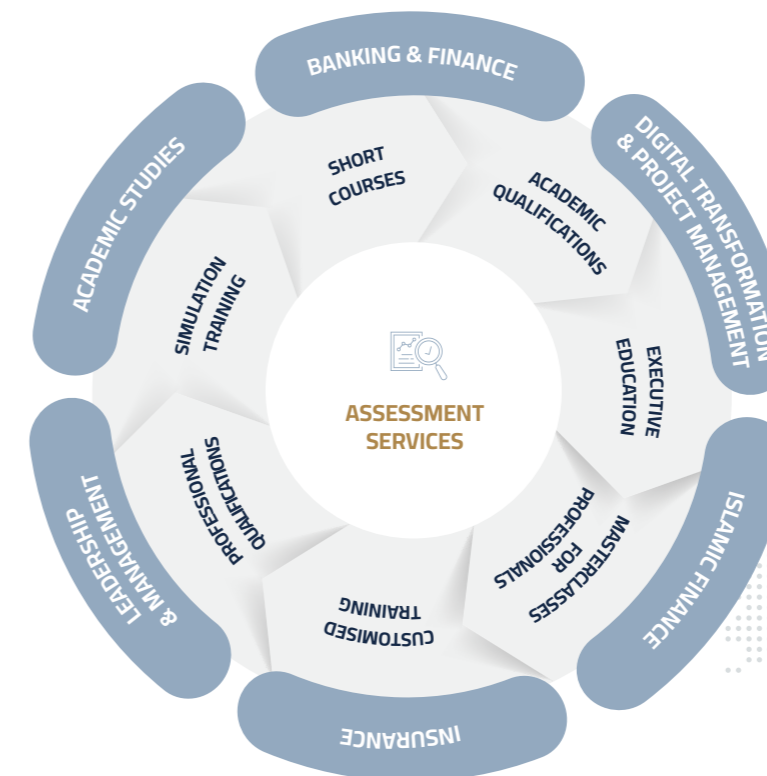 BANKING & FINANCE
DIGITAL TRANSFORMATION
& PROJECT MANAGEMENT
ISLAMIC FINANCE
INSURANCE
LEADERSHIP
& MANAGEMENT
ACADEMIC STUDIES
SHORT
COURSES
ACADEMIC
QUALIFICATIONS
EXECUTIVE
EDUCATION
MASTERCLASSES
FOR
PROFESSIONALS
CUSTOMISED
TRAINING
PROFESSIONAL
QUALIFICATIONS
SIMULATION
TRAINING
ASSESSMENT
SERVICES